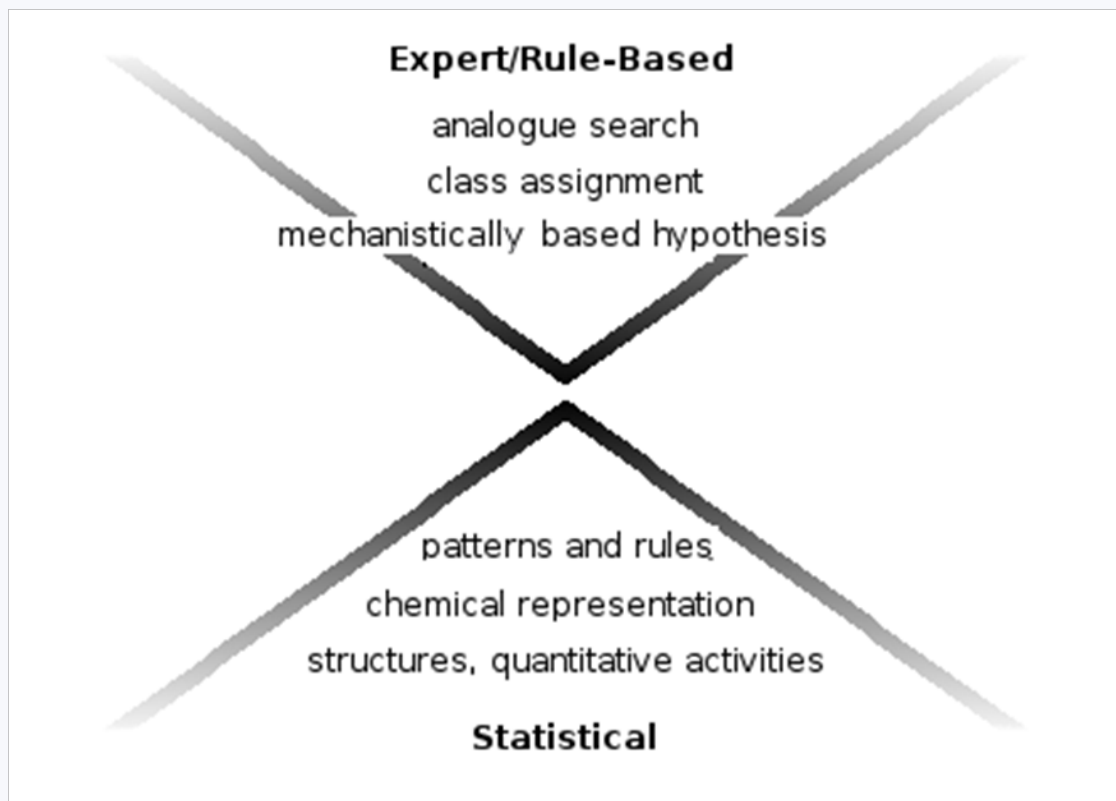 Expert/Rule-Based
analogue search
class assignment
mechanistically based hypothesis
patterns and rules
chemical representation
structures, quantitative activities
Statistical